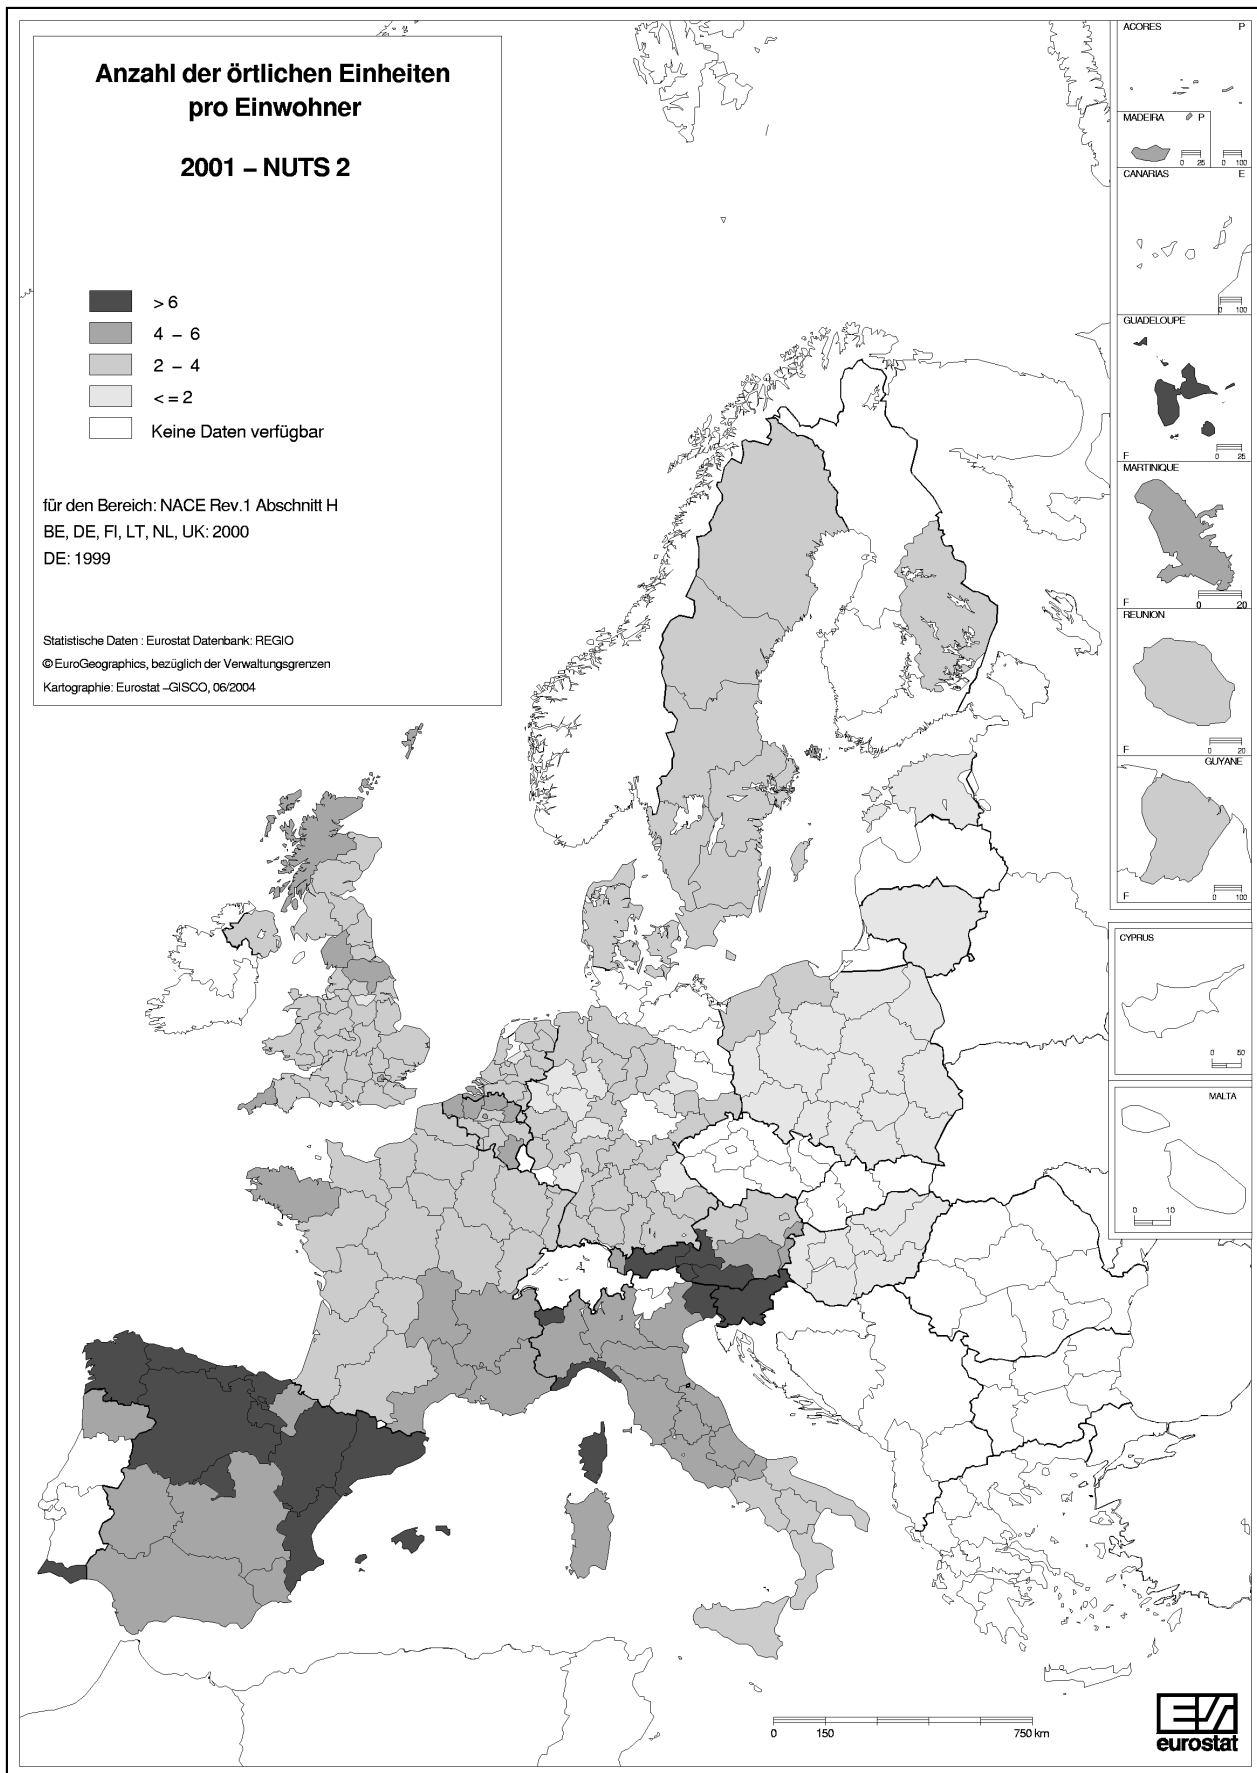 Anzahl der örtlichen Einheiten
pro Einwohner
2001 – NUTS 2
> 6
4 – 6
2 – 4
< = 2
Keine Daten verfügbar
für den Bereich: NACE Rev.1 Abschnitt H
BE, DE, FI, LT, NL, UK: 2000
DE: 1999
Statistische Daten : Eurostat Datenbank: REGIO
© EuroGeographics, bezüglich der Verwaltungsgrenzen
Kartographie: Eurostat –GISCO, 06/2004
ACORES P
MADEIRA P
0 25
0 100
CANARIAS E
0 100
GUADELOUPE
F
0 25
MARTINIQUE
F
0 20
REUNION
F
0 20
GUYANE
F
0 100
CYPRUS
0 50
MALTA
0 10
0 150 750 km
eurostat